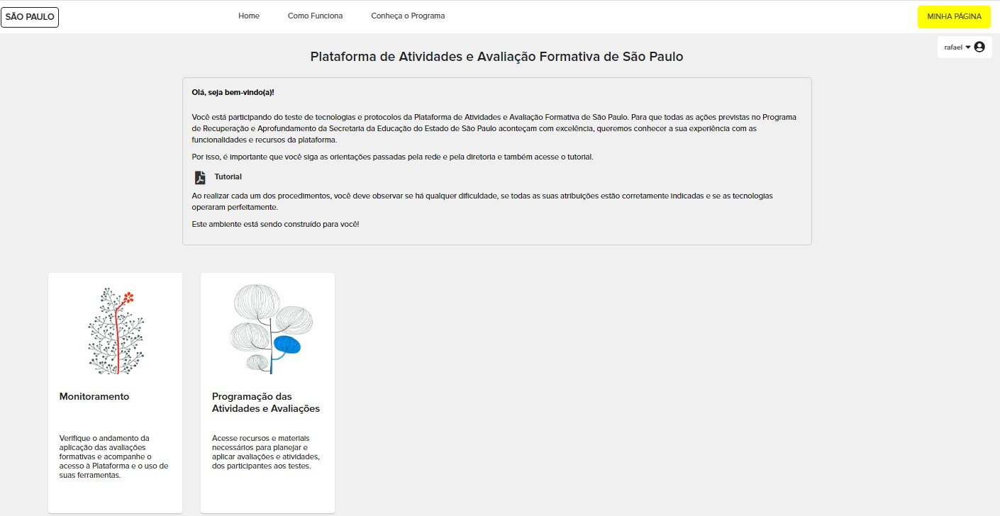 SÃO PAULO
Home
Como Funciona
Conheça o Programa
MINHA PÁGINA
rafael
Plataforma de Atividades e Avaliação Formativa de São Paulo
Olá, seja bem-vindo(a)!
Você está participando do teste de tecnologias e protocolos da Plataforma de Atividades e Avaliação Formativa de São Paulo. Para que todas as ações previstas no Programa
de Recuperação e Aprofundamento da Secretaria da Educação do Estado de São Paulo aconteçam com excelência, queremos conhecer a sua experiência com as
funcionalidades e recursos da plataforma.
Por isso, é importante que você siga as orientações passadas pela rede e pela diretoria e também acesse o tutorial.
Tutorial
Ao realizar cada um dos procedimentos, você deve observar se há qualquer dificuldade, se todas as suas atribuições estão corretamente indicadas e se as tecnologias
operaram perfeitamente.
Este ambiente está sendo construído para você!
Monitoramento
Verifique o andamento da
aplicação das avaliações
formativas e acompanhe o
acesso à Plataforma e o uso de
suas ferramentas.
Programação das
Atividades e Avaliações
Acesse recursos e materiais
necessários para planejar e
aplicar avaliações e atividades,
dos participantes aos testes.